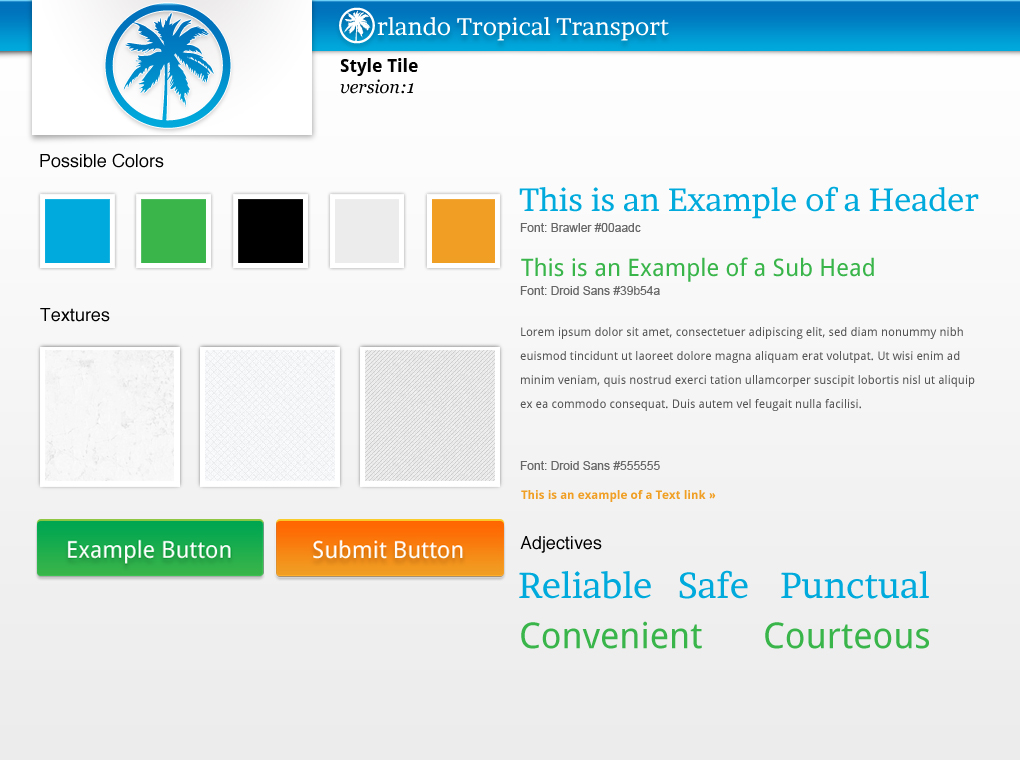 Orlando Tropical Transport
Style Tile
version:1
Possible Colors
Textures
Example Button
Submit Button
This is an Example of a Header
Font: Brawler #00aadc
This is an Example of a Sub Head
Font: Droid Sans #39b54a
Lorem ipsum dolor sit amet, consectetuer adipiscing elit, sed diam nonummy nibh
euismod tincidunt ut laoreet dolore magna aliquam erat volutpat. Ut wisi enim ad
minim veniam, quis nostrud exerci tation ullamcorper suscipit lobortis nisl ut aliquip
ex ea commodo consequat. Duis autem vel feugait nulla facilisi.
Font: Droid Sans #555555
This is an example of a Text link »
Adjectives
Reliable Safe Punctual
Convenient Courteous